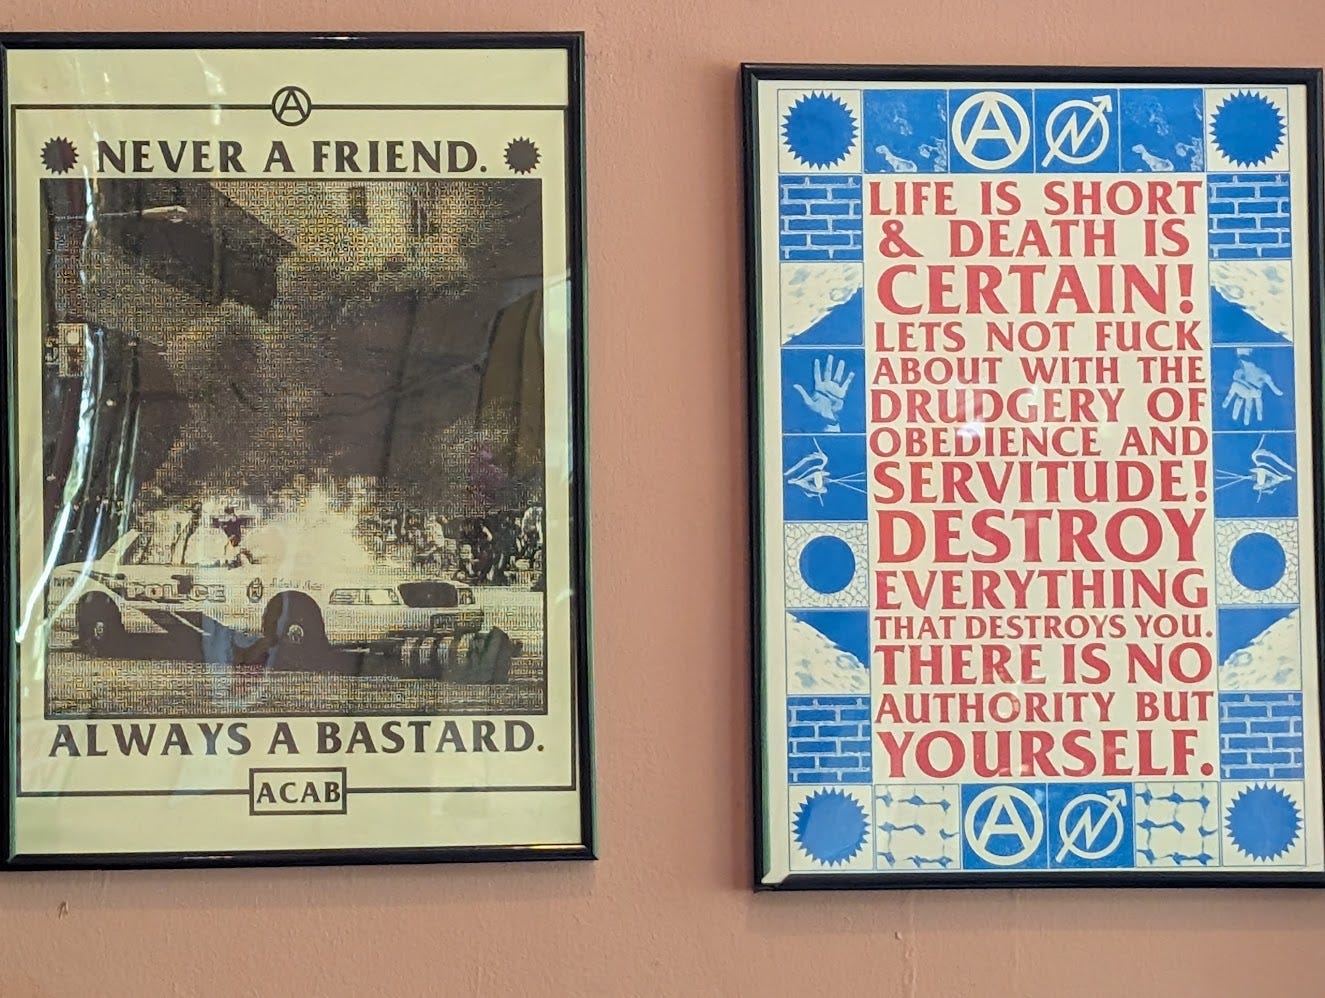 A
NEVER A FRIEND.
POLICE
ALWAYS A BASTARD.
ACAB
A N
LIFE IS SHORT
& DEATH IS
CERTAIN!
LETS NOT FUCK
ABOUT WITH THE
DRUDGERY OF
OBEDIENCE AND
SERVITUDE!
DESTROY
EVERYTHING
THAT DESTROYS YOU.
THERE IS NO
AUTHORITY BUT
YOURSELF.
A N